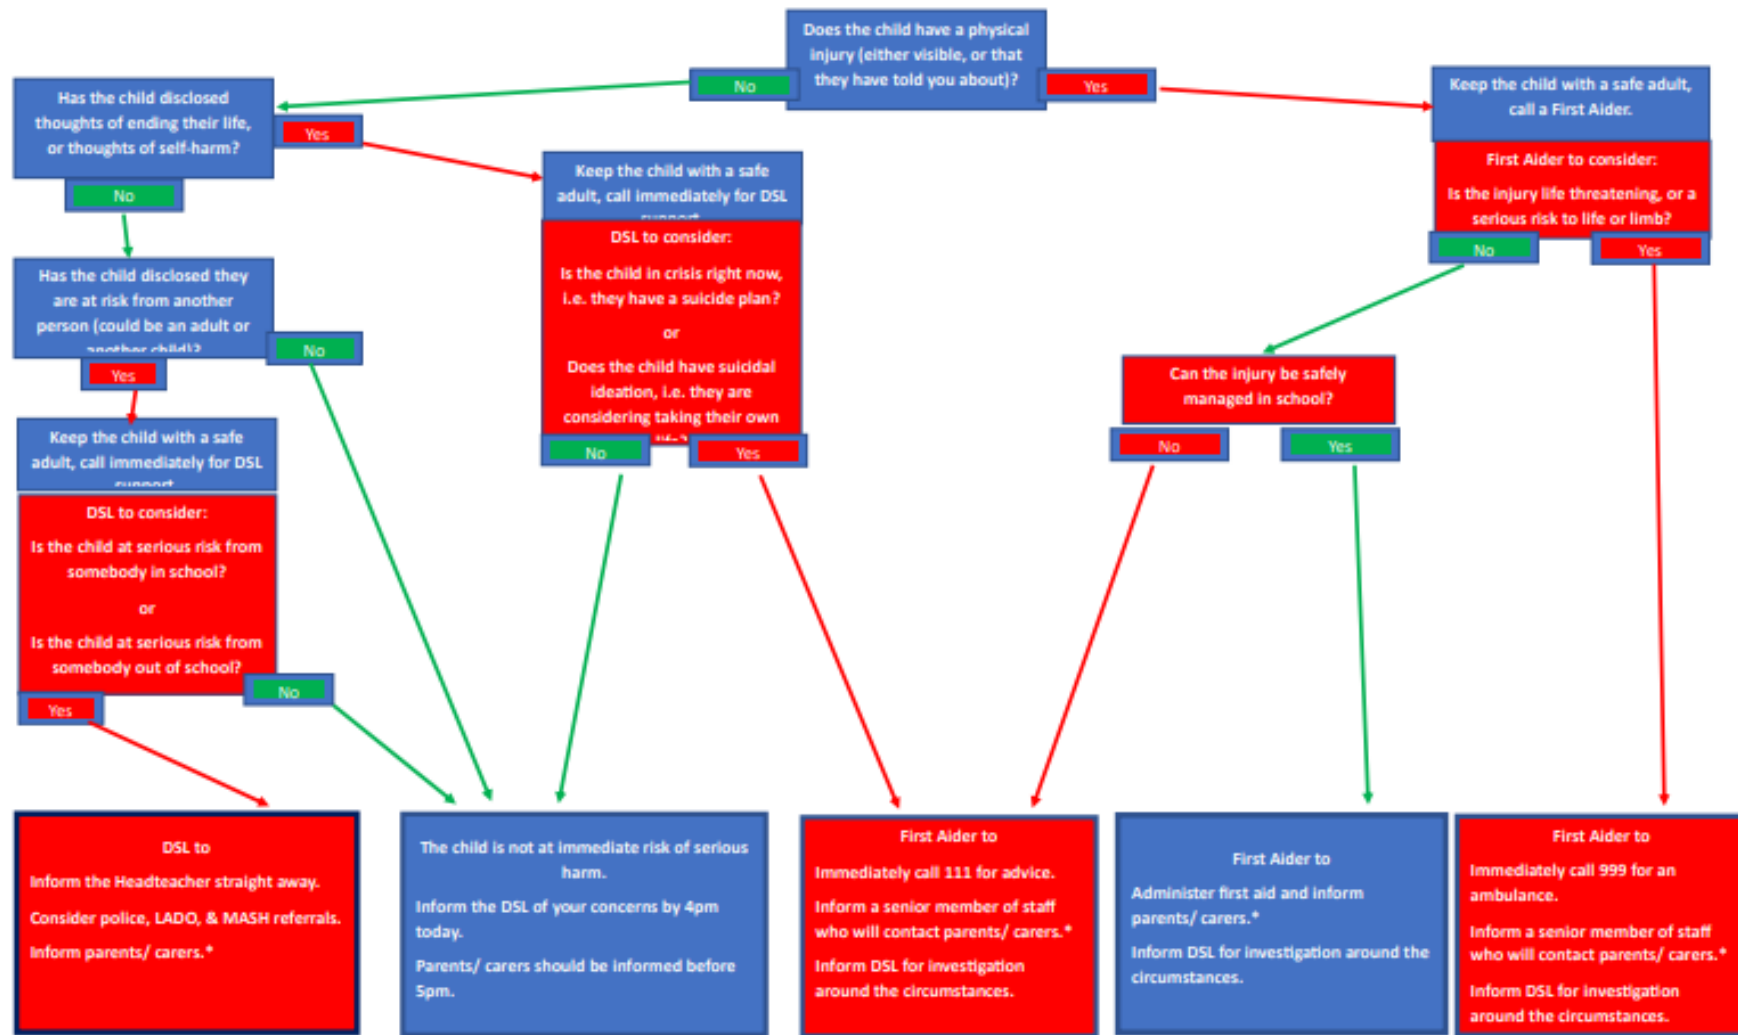 Does the child have a physical
injury (either visible, or that
they have told you about)?
No
Yes
Has the child disclosed
thoughts of ending their life,
or thoughts of self-harm?
Yes
No
Keep the child with a safe adult,
call a First Aider.
First Aider to consider:
Is the injury life threatening, or a
serious risk to life or limb?
No
Yes
Keep the child with a safe
adult, call immediately for DSL
support
DSL to consider:
Is the child in crisis right now,
i.e. they have a suicide plan?
or
Does the child have suicidal
ideation, i.e. they are
considering taking their own
life?
No
Yes
Has the child disclosed they
are at risk from another
person (could be an adult or
another child)?
No
Yes
Can the injury be safely
managed in school?
No
Yes
Keep the child with a safe
adult, call immediately for DSL
support
DSL to consider:
Is the child at serious risk from
somebody in school?
or
Is the child at serious risk from
somebody out of school?
No
Yes
DSL to
Inform the Headteacher straight away.
Consider police, LADO, & MASH referrals.
Inform parents/ carers.*
The child is not at immediate risk of serious
harm.
Inform the DSL of your concerns by 4pm
today.
Parents/ carers should be informed before
5pm.
First Aider to
Immediately call 111 for advice.
Inform a senior member of staff
who will contact parents/ carers.*
Inform DSL for investigation
around the circumstances.
First Aider to
Administer first aid and inform
parents/ carers.*
Inform DSL for investigation around the
circumstances.
First Aider to
Immediately call 999 for an
ambulance.
Inform a senior member of staff
who will contact parents/ carers.*
Inform DSL for investigation
around the circumstances.